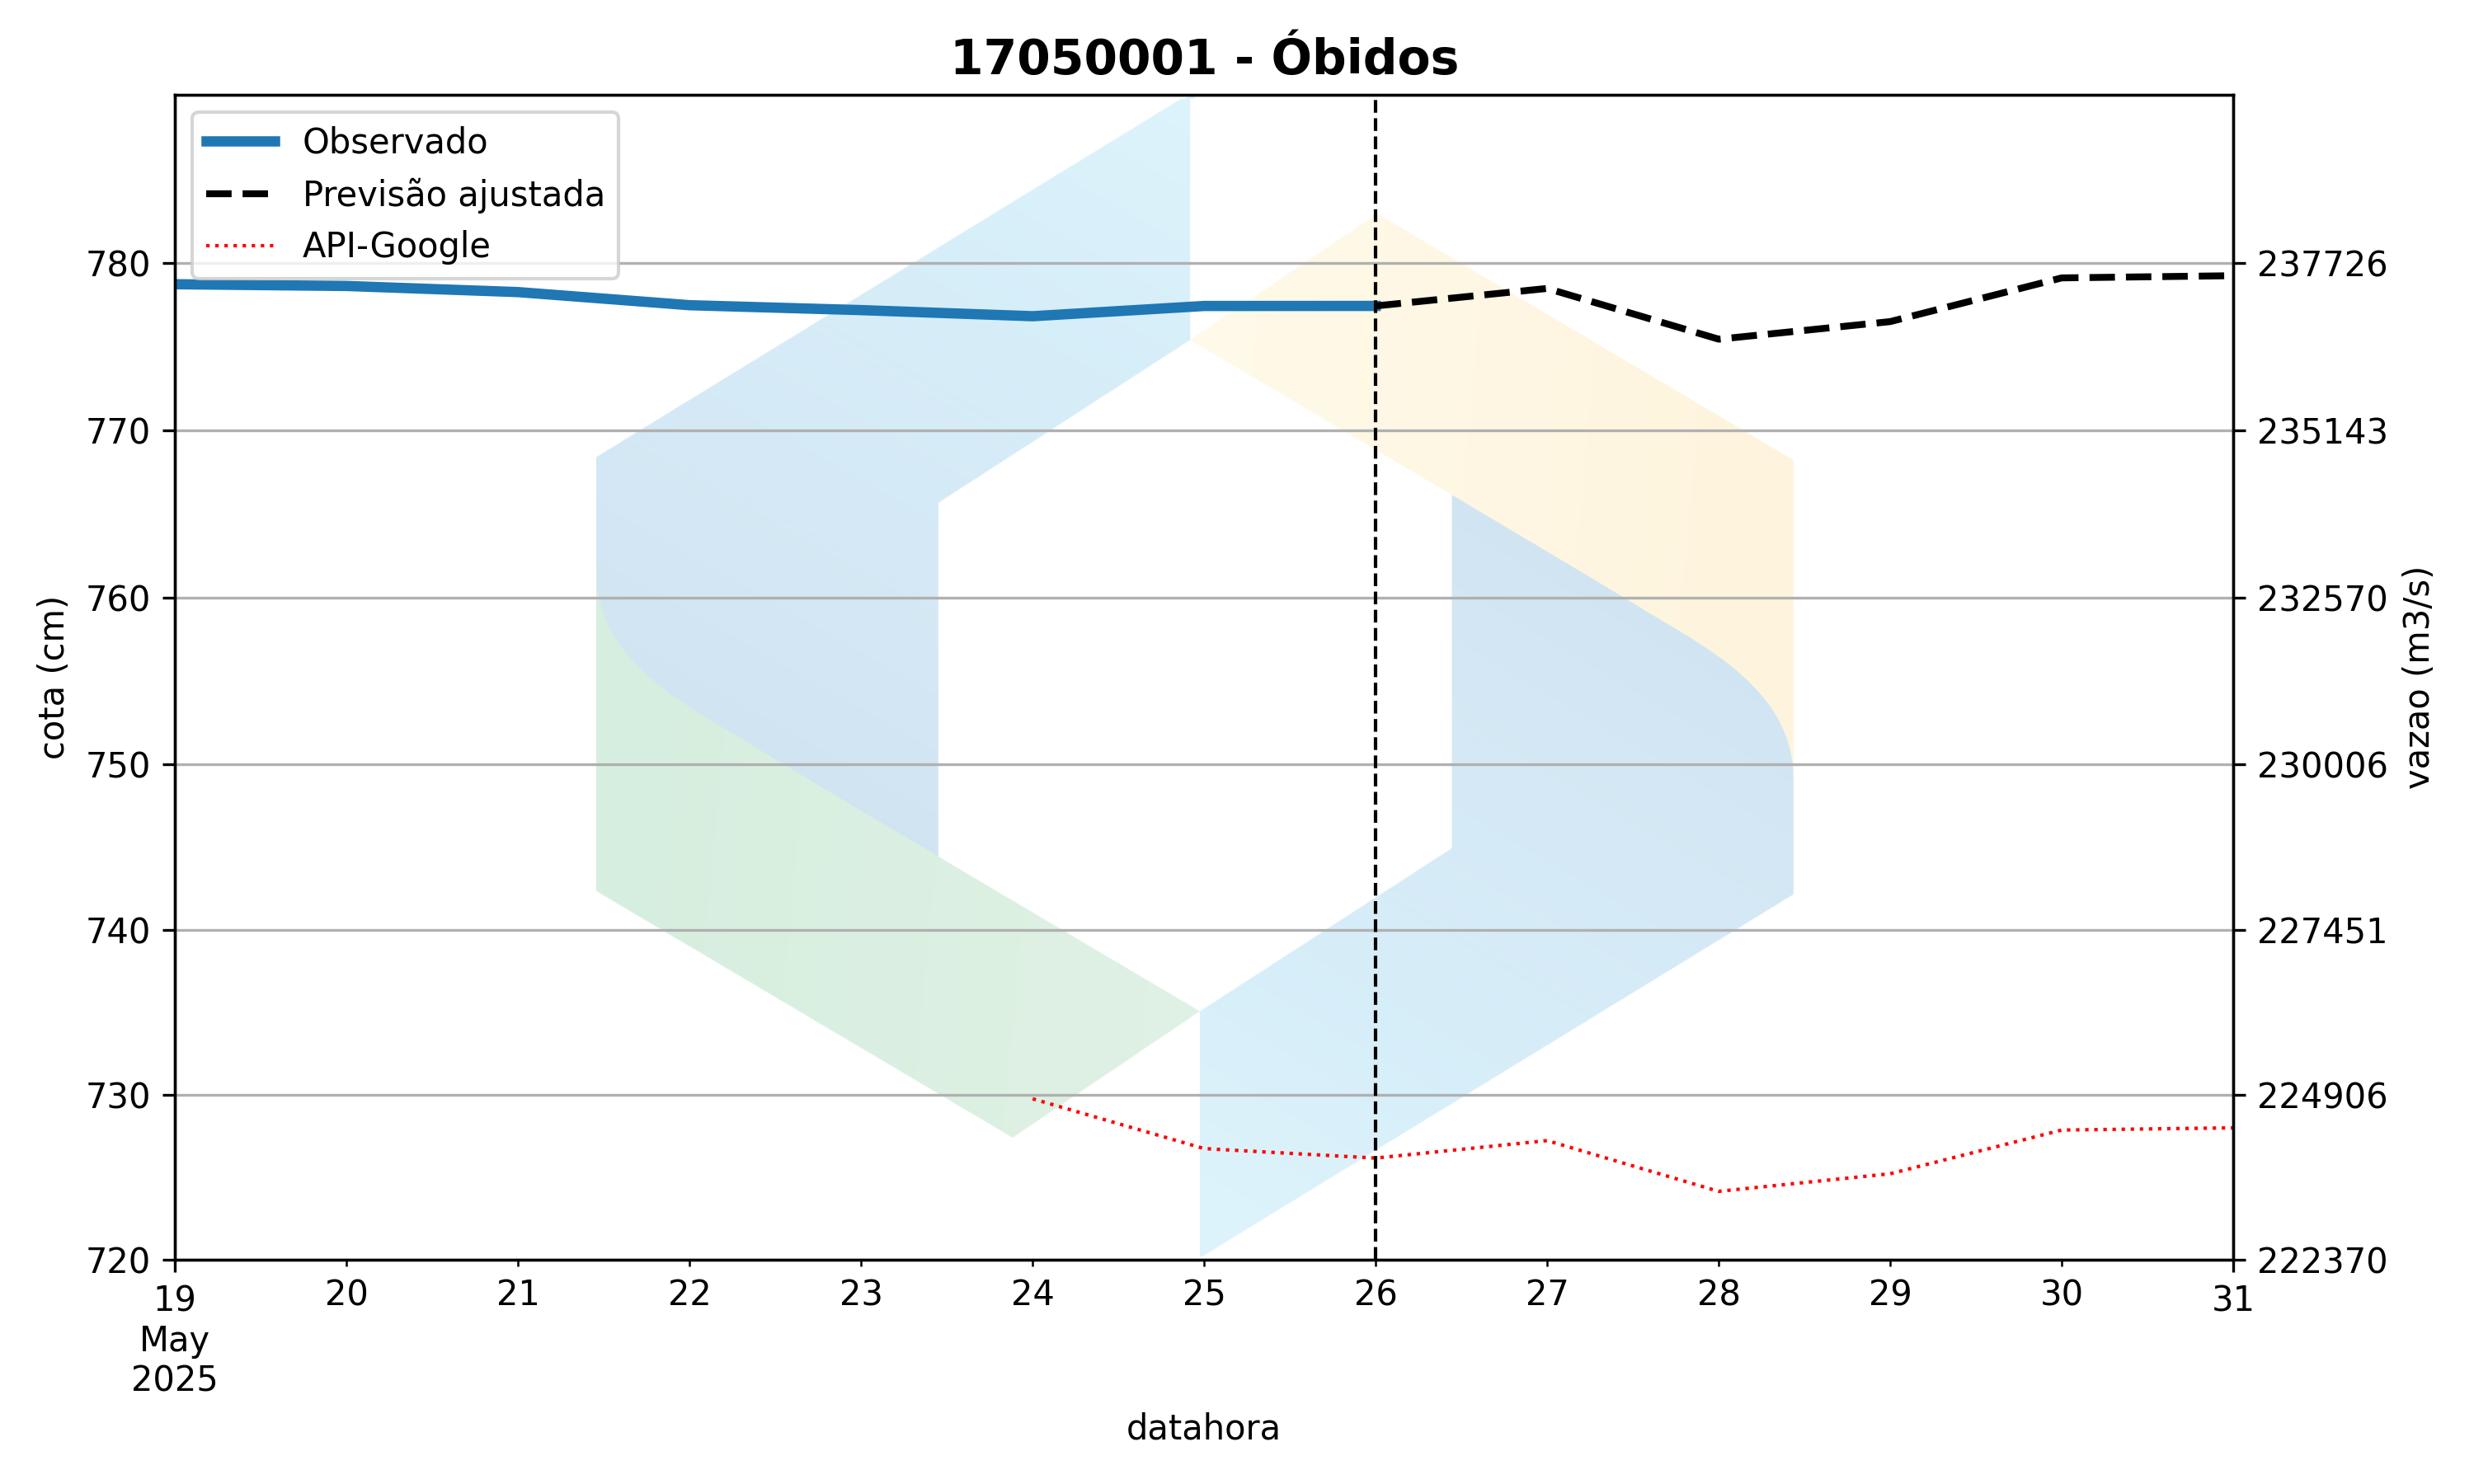 17050001 - Óbidos
Observado
Previsão ajustada
API-Google
cota (cm)
780
770
760
750
740
730
720
237726
235143
232570
230006
227451
224906
222370
vazao (m3/s)
19 20 21 22 23 24 25 26 27 28 29 30 31
May
2025
datahora